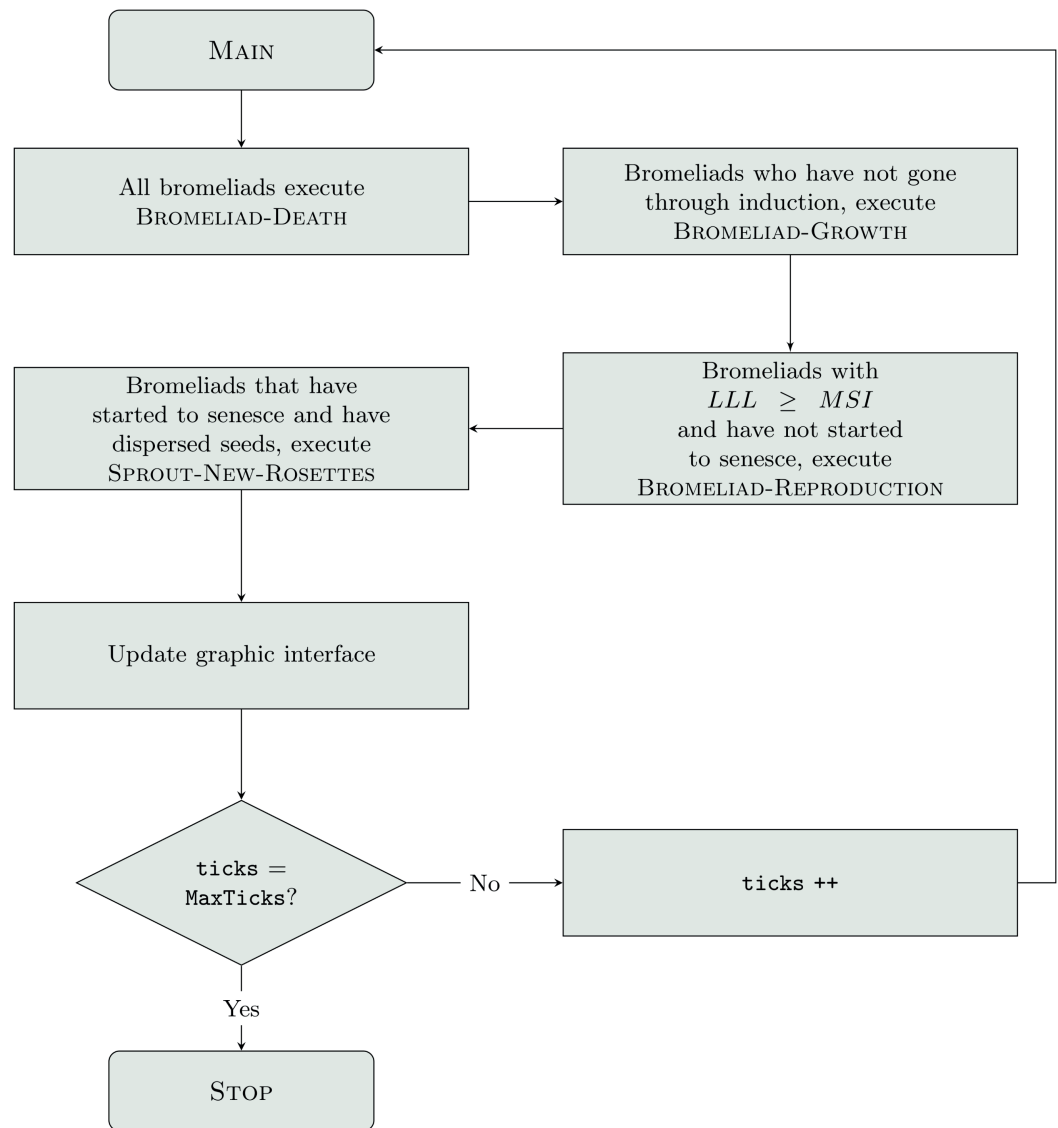 MAIN
All bromeliads execute
BROMELIAD-DEATH
Bromeliads who have not gone
through induction, execute
BROMELIAD-GROWTH
Bromeliads with
LLL ≥ MSI
and have not started
to senesce, execute
BROMELIAD-REPRODUCTION
Bromeliads that have
started to senesce and have
dispersed seeds, execute
SPROUT-NEW-ROSETTES
Update graphic interface
ticks =
MaxTicks?
No
ticks ++
Yes
STOP